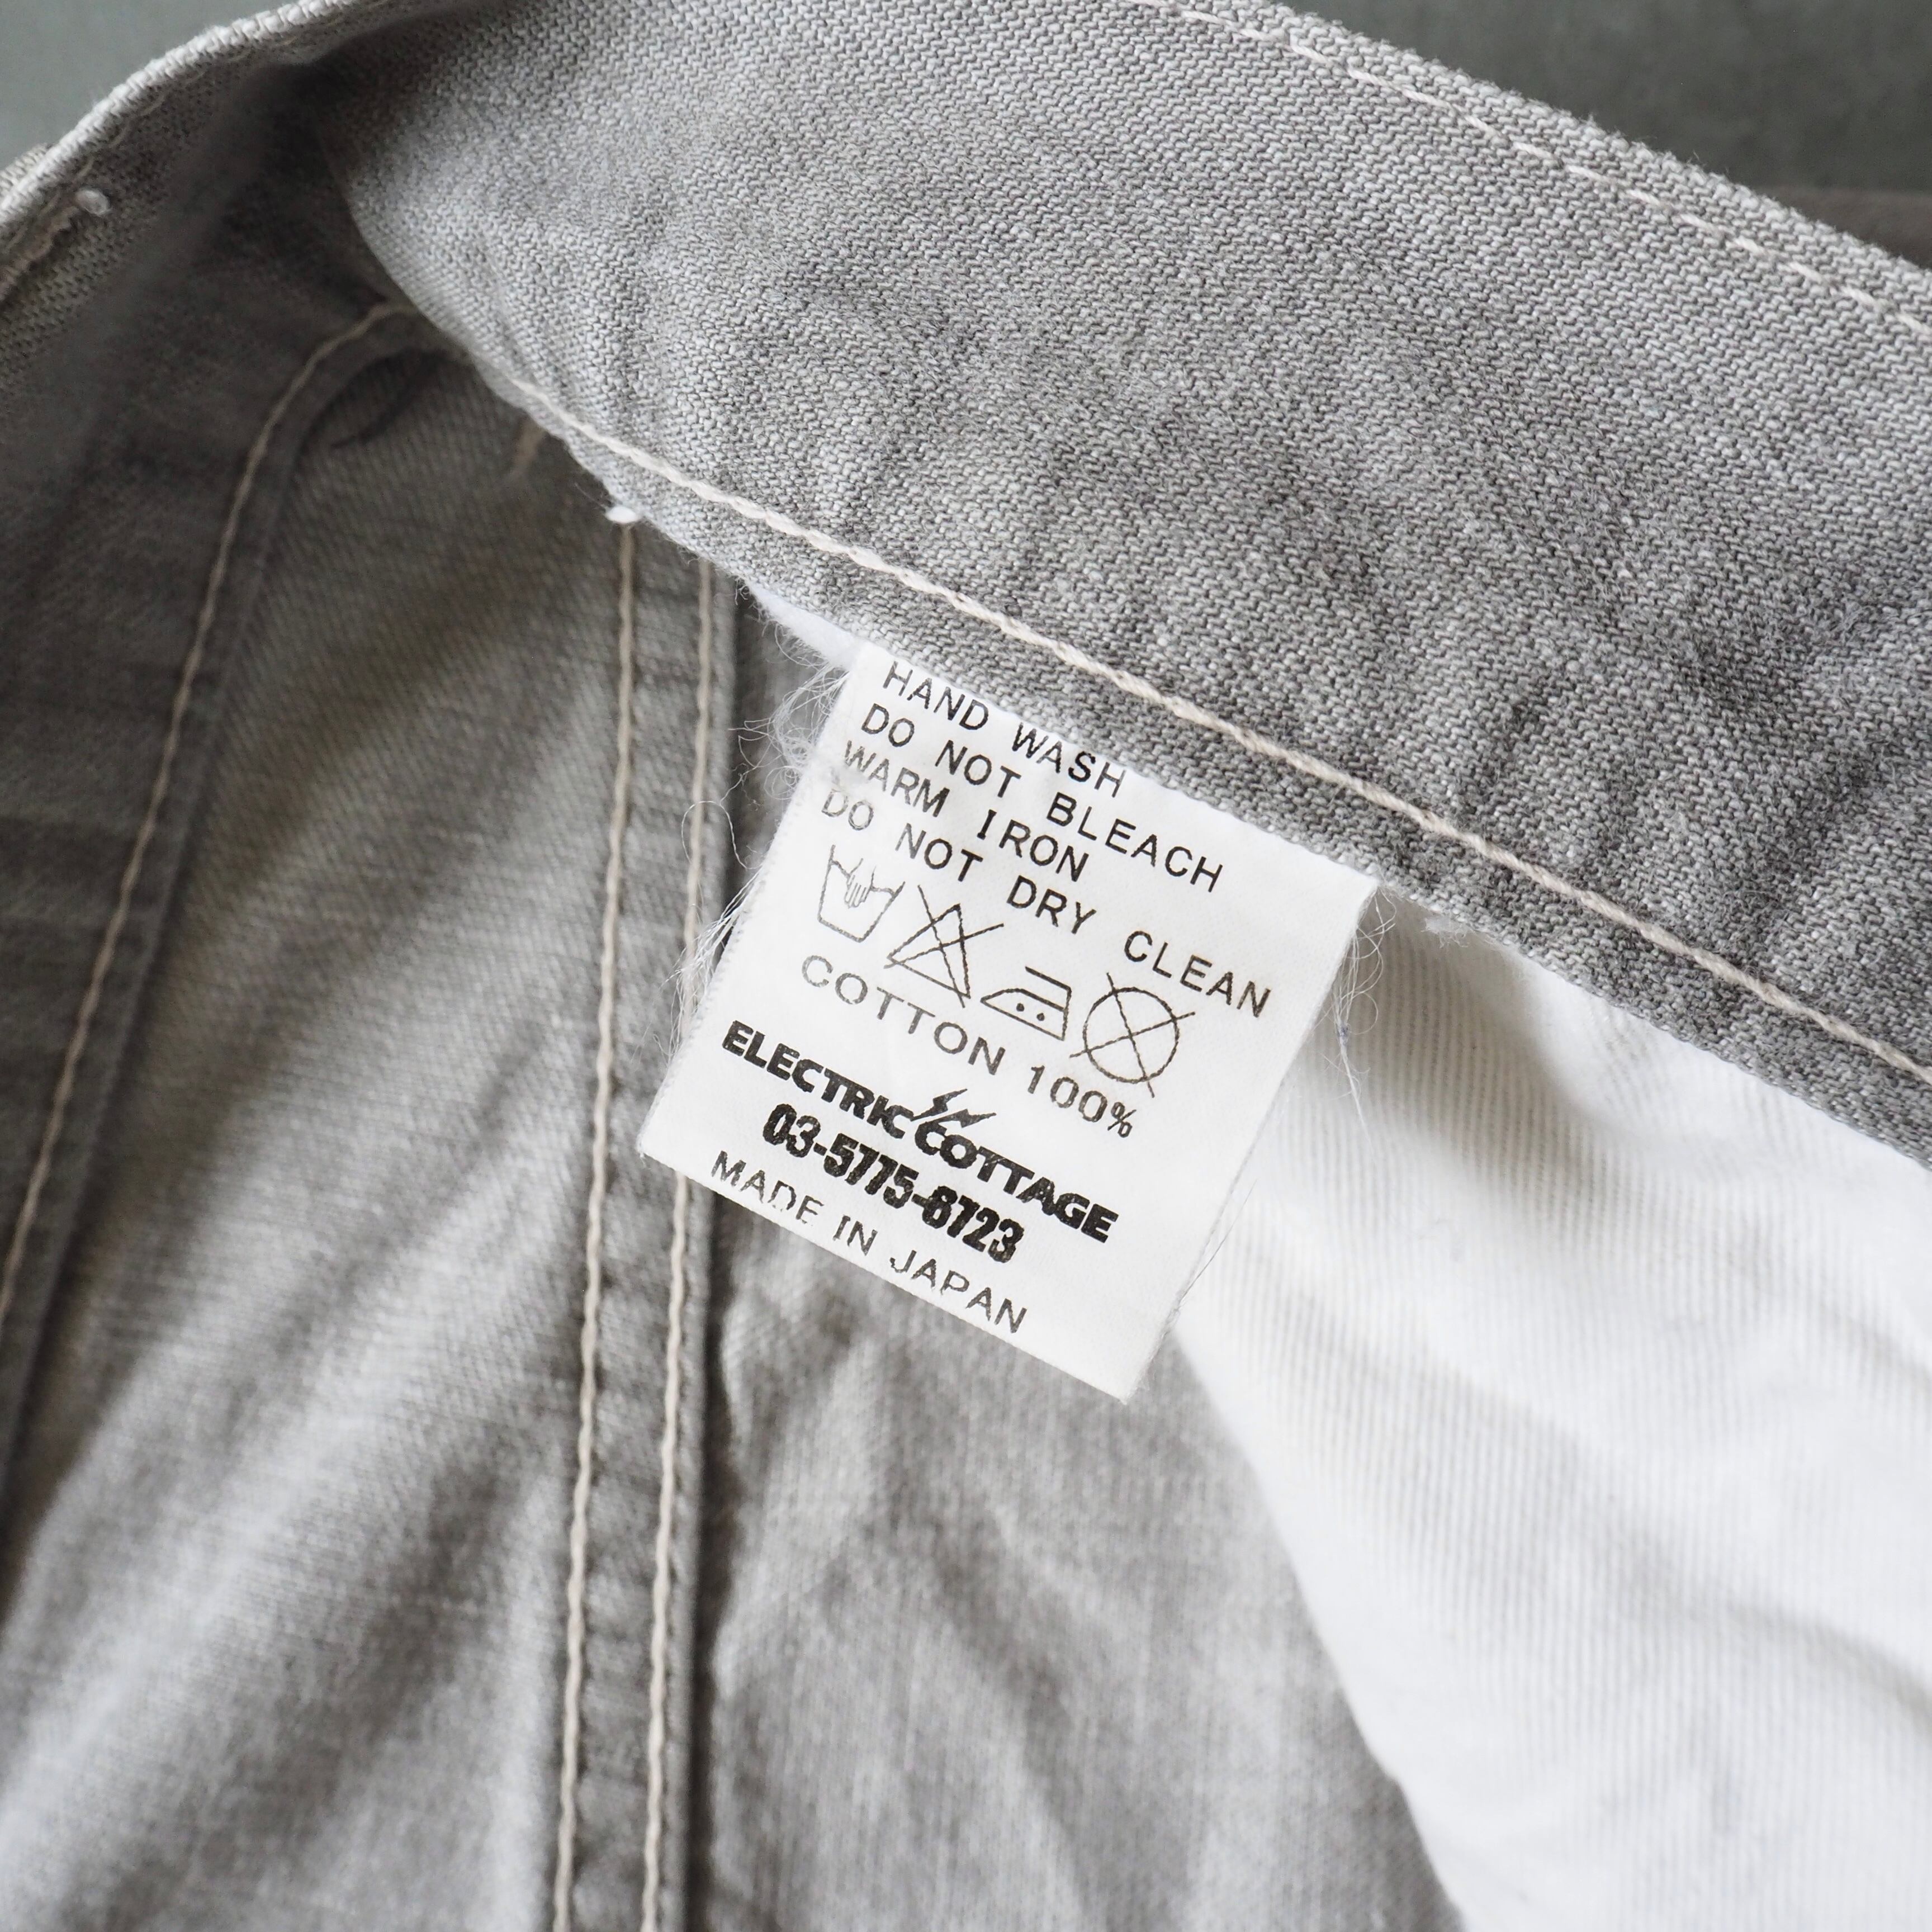 HAND WASH
DO NOT BLEACH
WARM IRON
DO NOT DRY CLEAN
COTTON 100%
ELECTRIC COTTAGE
03-5775-6723
MADE IN JAPAN